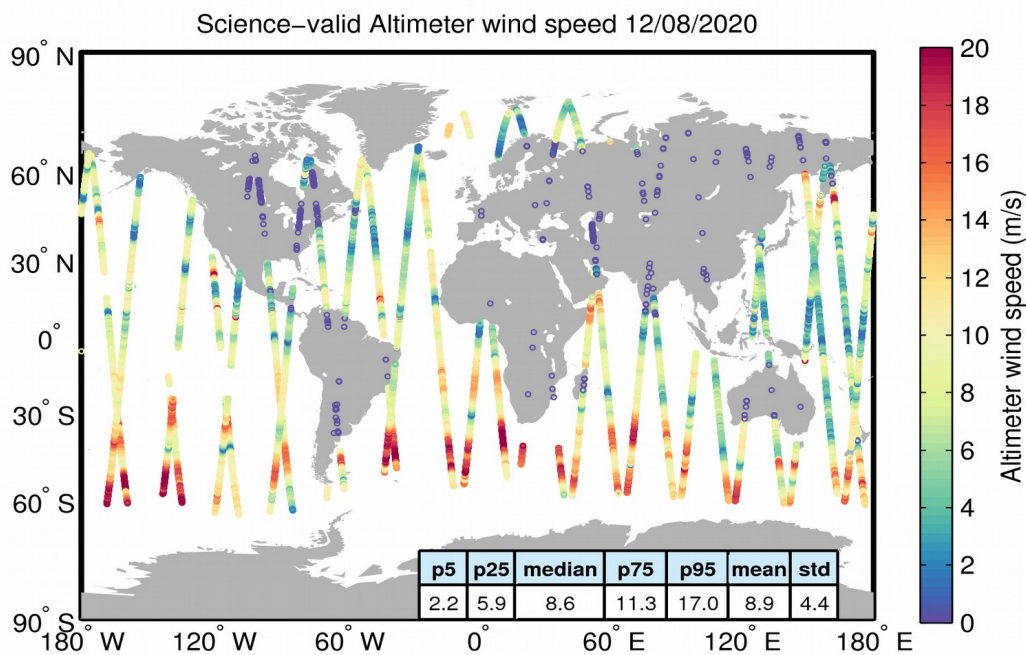 Science−valid Altimeter wind speed 12/08/2020
90° N
60° N
30° N
0°
30° S
60° S
90° S
180° W
120° W
60° W
0°
60° E
120° E
180° E
p5 p25 median p75 p95 mean std
2.2 5.9 8.6 11.3 17.0 8.9 4.4
20
18
16
14
12
10
8
6
4
2
0
Altimeter wind speed (m/s)